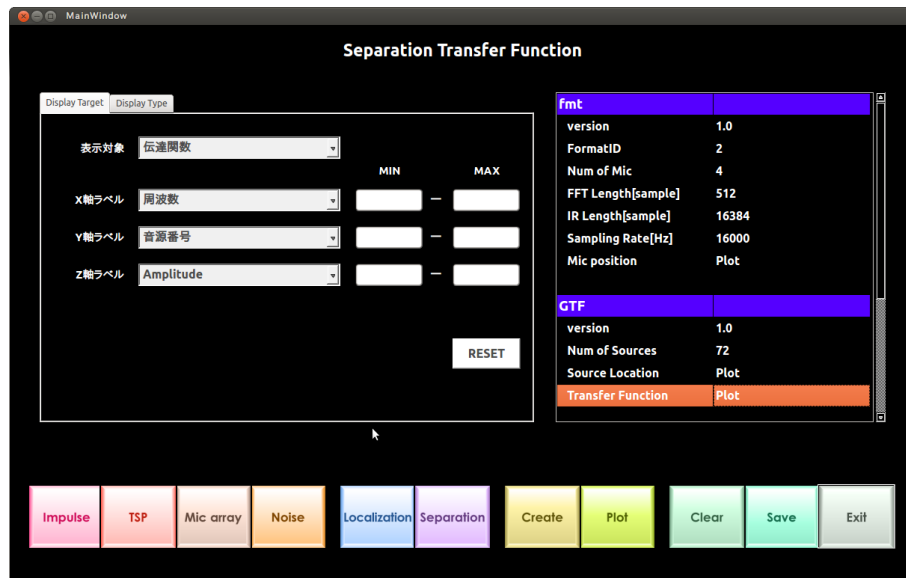 MainWindow
Separation Transfer Function
Display Target Display Type
表示対象 伝達関数
MIN MAX
X軸ラベル 周波数 –
Y軸ラベル 音源番号 –
Z軸ラベル Amplitude –
RESET
fmt
version 1.0
FormatID 2
Num of Mic 4
FFT Length[sample] 512
IR Length[sample] 16384
Sampling Rate[Hz] 16000
Mic position Plot
GTF
version 1.0
Num of Sources 72
Source Location Plot
Transfer Function Plot
Impulse TSP Mic array Noise Localization Separation Create Plot Clear Save Exit